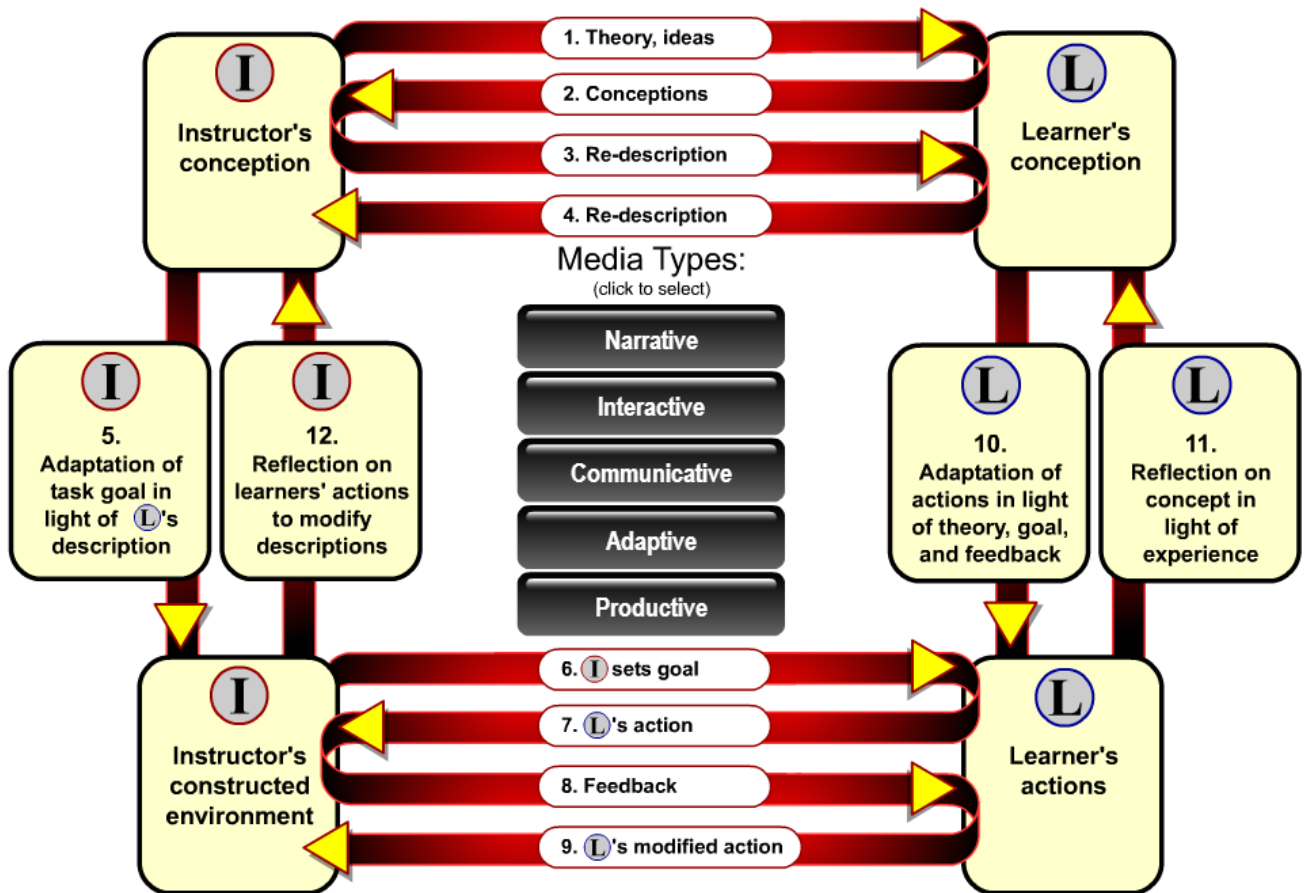 1. Theory, ideas
I
L
2. Conceptions
Instructor's
conception
Learner's
conception
3. Re-description
4. Re-description
Media Types:
(click to select)
Narrative
Interactive
Communicative
Adaptive
Productive
I
5.
Adaptation of
task goal in
light of L's
description
I
12.
Reflection on
learners' actions
to modify
descriptions
L
10.
Adaptation of
actions in light
of theory, goal,
and feedback
L
11.
Reflection on
concept in
light of
experience
6. I sets goal
I
L
7. L's action
Instructor's
constructed
environment
Learner's
actions
8. Feedback
9. L's modified action